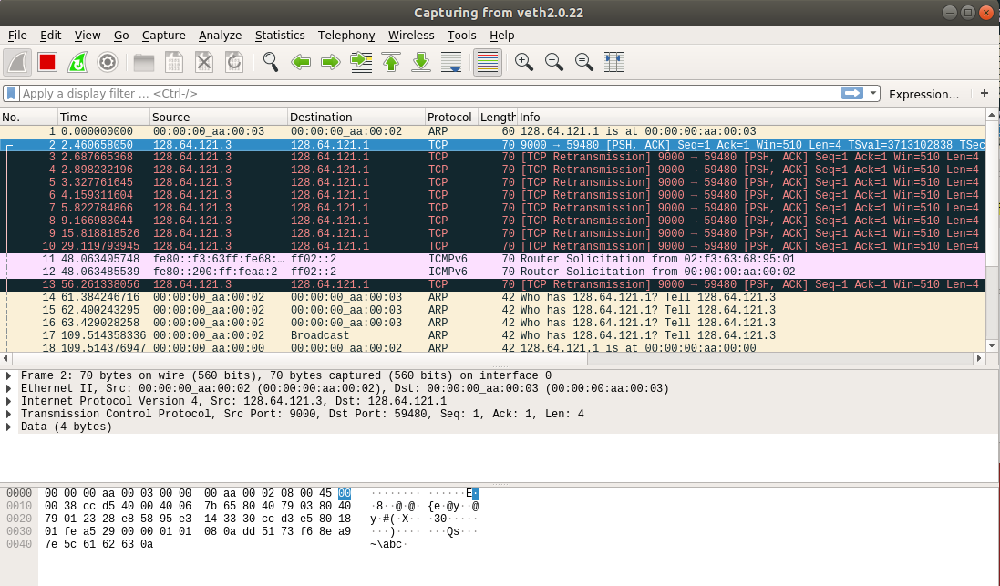 Capturing from veth2.0.22
File Edit View Go Capture Analyze Statistics Telephony Wireless Tools Help
Apply a display filter … <Ctrl-/> Expression… +
No. Time Source Destination Protocol Length Info
1 0.000000000 00:00:00_aa:00:03 00:00:00_aa:00:02 ARP 60 128.64.121.1 is at 00:00:00:aa:00:03
2 2.460658050 128.64.121.3 128.64.121.1 TCP 70 9000 → 59480 [PSH, ACK] Seq=1 Ack=1 Win=510 Len=4 TSval=3713102838 TSec
3 2.687665368 128.64.121.3 128.64.121.1 TCP 70 [TCP Retransmission] 9000 → 59480 [PSH, ACK] Seq=1 Ack=1 Win=510 Len=4
4 2.898232196 128.64.121.3 128.64.121.1 TCP 70 [TCP Retransmission] 9000 → 59480 [PSH, ACK] Seq=1 Ack=1 Win=510 Len=4
5 3.327761645 128.64.121.3 128.64.121.1 TCP 70 [TCP Retransmission] 9000 → 59480 [PSH, ACK] Seq=1 Ack=1 Win=510 Len=4
6 4.159311604 128.64.121.3 128.64.121.1 TCP 70 [TCP Retransmission] 9000 → 59480 [PSH, ACK] Seq=1 Ack=1 Win=510 Len=4
7 5.822784866 128.64.121.3 128.64.121.1 TCP 70 [TCP Retransmission] 9000 → 59480 [PSH, ACK] Seq=1 Ack=1 Win=510 Len=4
8 9.166983044 128.64.121.3 128.64.121.1 TCP 70 [TCP Retransmission] 9000 → 59480 [PSH, ACK] Seq=1 Ack=1 Win=510 Len=4
9 15.818818526 128.64.121.3 128.64.121.1 TCP 70 [TCP Retransmission] 9000 → 59480 [PSH, ACK] Seq=1 Ack=1 Win=510 Len=4
10 29.119793945 128.64.121.3 128.64.121.1 TCP 70 [TCP Retransmission] 9000 → 59480 [PSH, ACK] Seq=1 Ack=1 Win=510 Len=4
11 48.063405748 fe80::f3:63ff:fe68:… ff02::2 ICMPv6 70 Router Solicitation from 02:f3:63:68:95:01
12 48.063485539 fe80::200:ff:feaa:2 ff02::2 ICMPv6 70 Router Solicitation from 00:00:00:aa:00:02
13 56.261338056 128.64.121.3 128.64.121.1 TCP 70 [TCP Retransmission] 9000 → 59480 [PSH, ACK] Seq=1 Ack=1 Win=510 Len=4
14 61.384246716 00:00:00_aa:00:02 00:00:00_aa:00:03 ARP 42 Who has 128.64.121.1? Tell 128.64.121.3
15 62.400243295 00:00:00_aa:00:02 00:00:00_aa:00:03 ARP 42 Who has 128.64.121.1? Tell 128.64.121.3
16 63.429028258 00:00:00_aa:00:02 00:00:00_aa:00:03 ARP 42 Who has 128.64.121.1? Tell 128.64.121.3
17 109.514358336 00:00:00_aa:00:02 Broadcast ARP 42 Who has 128.64.121.1? Tell 128.64.121.3
18 109.514376947 00:00:00_aa:00:00 00:00:00_aa:00:02 ARP 42 128.64.121.1 is at 00:00:00:aa:00:00
Frame 2: 70 bytes on wire (560 bits), 70 bytes captured (560 bits) on interface 0
Ethernet II, Src: 00:00:00_aa:00:02 (00:00:00:aa:00:02), Dst: 00:00:00_aa:00:03 (00:00:00:aa:00:03)
Internet Protocol Version 4, Src: 128.64.121.3, Dst: 128.64.121.1
Transmission Control Protocol, Src Port: 9000, Dst Port: 59480, Seq: 1, Ack: 1, Len: 4
Data (4 bytes)
0000 00 00 00 aa 00 03 00 00 00 aa 00 02 08 00 45 00 ········ ······E·
0010 00 38 cc d5 40 00 40 06 7b 65 80 40 79 03 80 40 ·8··@·@· {e·@y··@
0020 79 01 23 28 e8 58 95 e3 14 33 30 cc d3 e5 80 18 y·#(·X·· ·30·····
0030 01 fe a5 29 00 00 01 01 08 0a dd 51 73 f6 8e a9 ···)···· ···Qs···
0040 7e 5c 61 62 63 0a ~\abc·